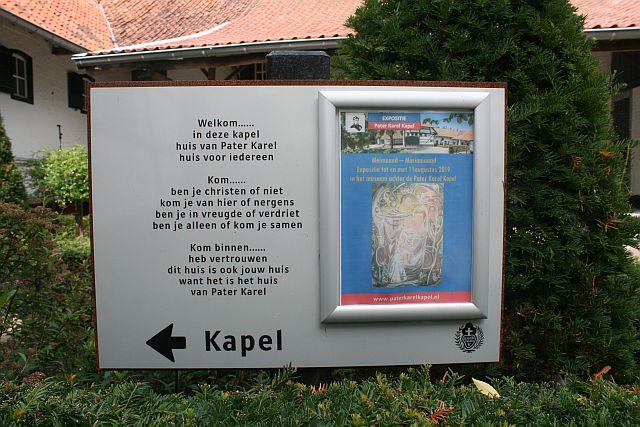 Welkom......
in deze kapel
huis van Pater Karel
huis voor iedereen
Kom......
ben je christen of niet
kom je van hier of nergens
ben je in vreugde of verdriet
ben je alleen of kom je samen
Kom binnen......
heb vertrouwen
dit huis is ook jouw huis
want het is het huis
van Pater Karel
Kapel
EXPOSITIE
Pater Karel Kapel
Meimaand – Mariamaand
Expositie tot en met 11augustus 2019
in het museum achter de Pater Karel Kapel
www.paterkarelkapel.nl